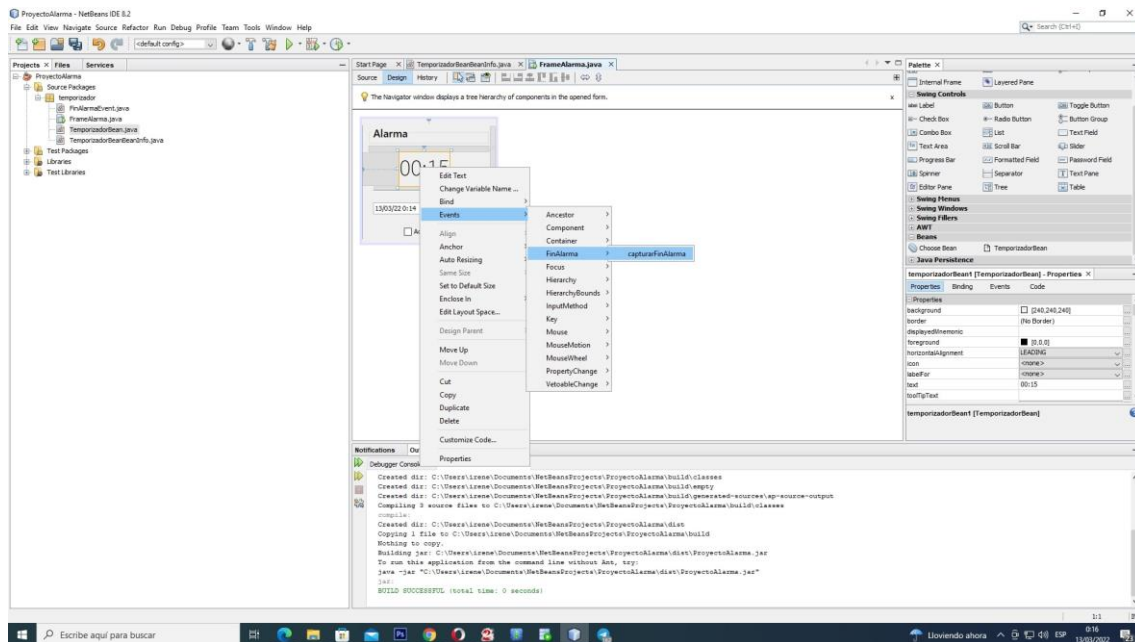 ProyectoAlarma - NetBeans IDE 8.2
File Edit View Navigate Source Refactor Run Debug Profile Team Tools Window Help
Search (Ctrl+I)
<default config>
Projects Files Services
ProyectoAlarma
Source Packages
temporizador
FinAlarmaEvent.java
FrameAlarma.java
TemporizadorBean.java
TemporizadorBeanBeanInfo.java
Test Packages
Libraries
Test Libraries
Start Page TemporizadorBeanBeanInfo.java FrameAlarma.java
Source Design History
The Navigator window displays a tree hierarchy of components in the opened form.
Alarma
00:15
13/03/22 0:14
Edit Text
Change Variable Name ...
Bind
Events
Align
Anchor
Auto Resizing
Same Size
Set to Default Size
Enclose In
Edit Layout Space...
Design Parent
Move Up
Move Down
Cut
Copy
Duplicate
Delete
Customize Code...
Properties
Ancestor
Component
Container
FinAlarma
Focus
Hierarchy
HierarchyBounds
InputMethod
Key
Mouse
MouseMotion
MouseWheel
PropertyChange
VetoableChange
capturarFinAlarma
Palette
Internal Frame Layered Pane
Swing Controls
Label Button Toggle Button
Check Box Radio Button Button Group
Combo Box List Text Field
Text Area Scroll Bar Slider
Progress Bar Formatted Field Password Field
Spinner Separator Text Pane
Editor Pane Tree Table
Swing Menus
Swing Windows
Swing Fillers
AWT
Beans
Choose Bean TemporizadorBean
Java Persistence
temporizadorBean1 [TemporizadorBean] - Properties
Properties Binding Events Code
Properties
background [240,240,240]
border (No Border)
displayedMnemonic
foreground [0,0,0]
horizontalAlignment LEADING
icon <none>
labelFor <none>
text 00:15
toolTipText
temporizadorBean1 [TemporizadorBean]
Notifications
Debugger Consol
Created dir: C:\Users\irene\Documents\NetBeansProjects\ProyectoAlarma\build\classes
Created dir: C:\Users\irene\Documents\NetBeansProjects\ProyectoAlarma\build\empty
Created dir: C:\Users\irene\Documents\NetBeansProjects\ProyectoAlarma\build\generated-sources\ap-source-output
Compiling 3 source files to C:\Users\irene\Documents\NetBeansProjects\ProyectoAlarma\build\classes
compile:
Created dir: C:\Users\irene\Documents\NetBeansProjects\ProyectoAlarma\dist
Copying 1 file to C:\Users\irene\Documents\NetBeansProjects\ProyectoAlarma\build
Nothing to copy.
Building jar: C:\Users\irene\Documents\NetBeansProjects\ProyectoAlarma\dist\ProyectoAlarma.jar
To run this application from the command line without Ant, try:
java -jar "C:\Users\irene\Documents\NetBeansProjects\ProyectoAlarma\dist\ProyectoAlarma.jar"
jar:
BUILD SUCCESSFUL (total time: 0 seconds)
1:1
Escribe aquí para buscar
Lloviendo ahora
ESP
0:16
13/03/2022